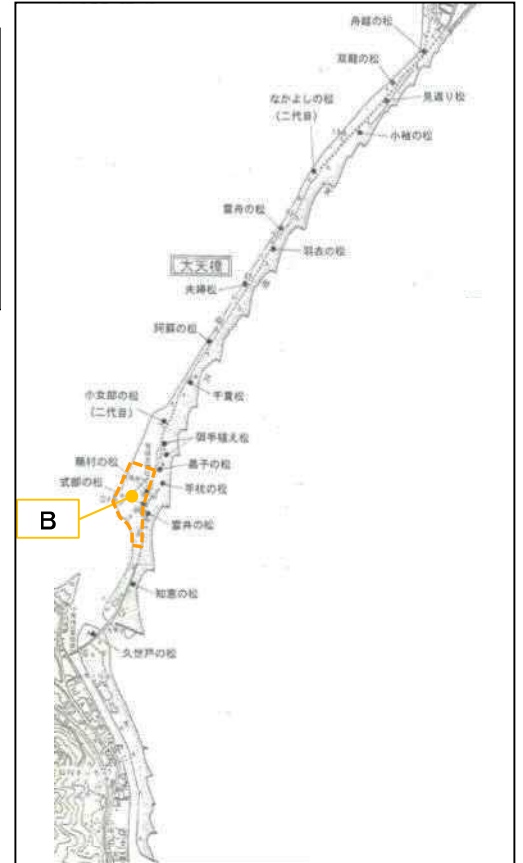 舟越の松
双龍の松
見返り松
なかよしの松
(二代目)
小袖の松
雪舟の松
羽衣の松
大天橋
夫婦松
阿蘇の松
千貫松
小女郎の松
(二代目)
御手植え松
蕪村の松
晶子の松
式部の松
羊枕の松
B
雲井の松
知恵の松
久世戸の松